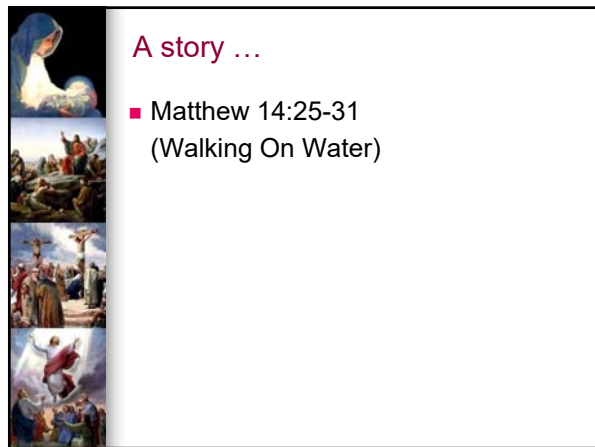 A story …
Matthew 14:25-31
(Walking On Water)